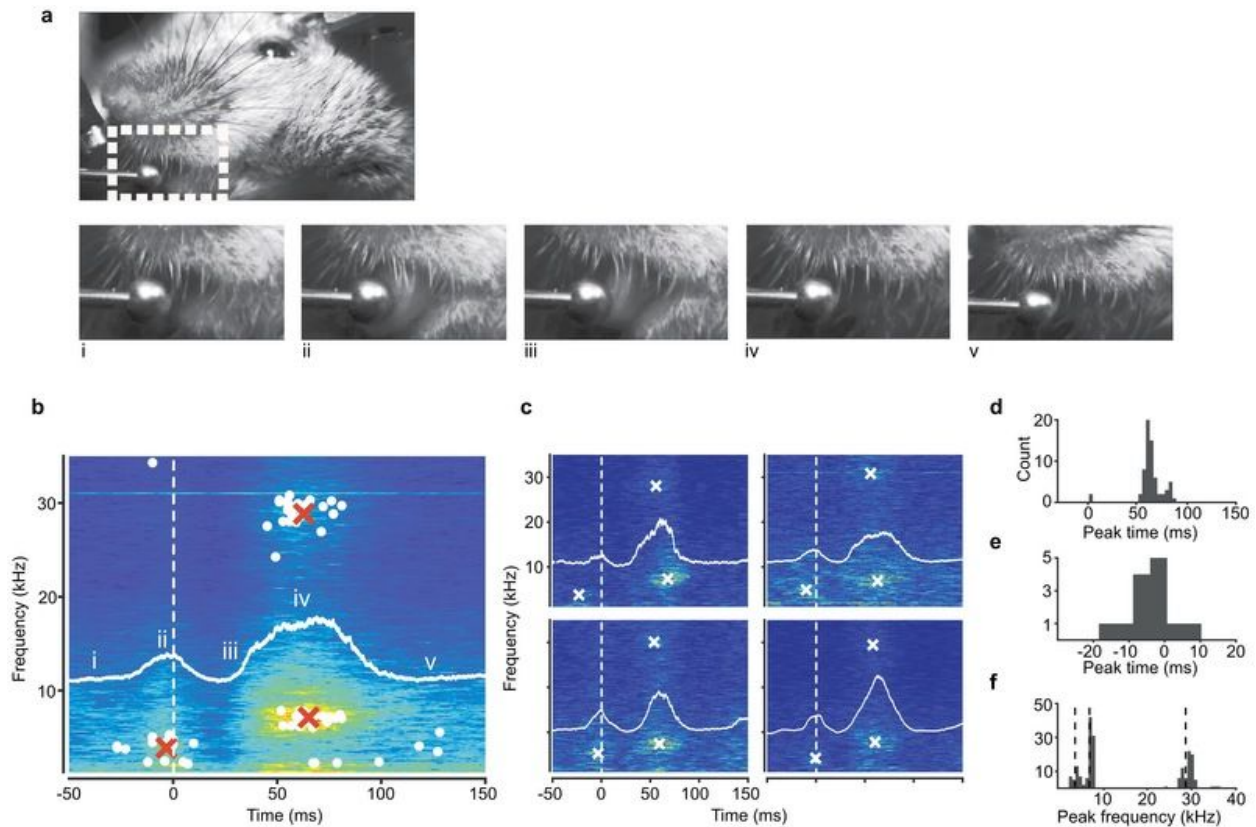 a
i ii iii iv v
b
Frequency (kHz)
30
20
10
i ii iii iv v
-50 0 50 100 150
Time (ms)
c
Frequency (kHz)
30
20
10
-50 0 50 100 150
Time (ms)
d
Count
20
10
0
0 50 100 150
Peak time (ms)
e
5
3
1
-20 -10 0 10 20
Peak time (ms)
f
50
30
10
10 20 30 40
Peak frequency (kHz)